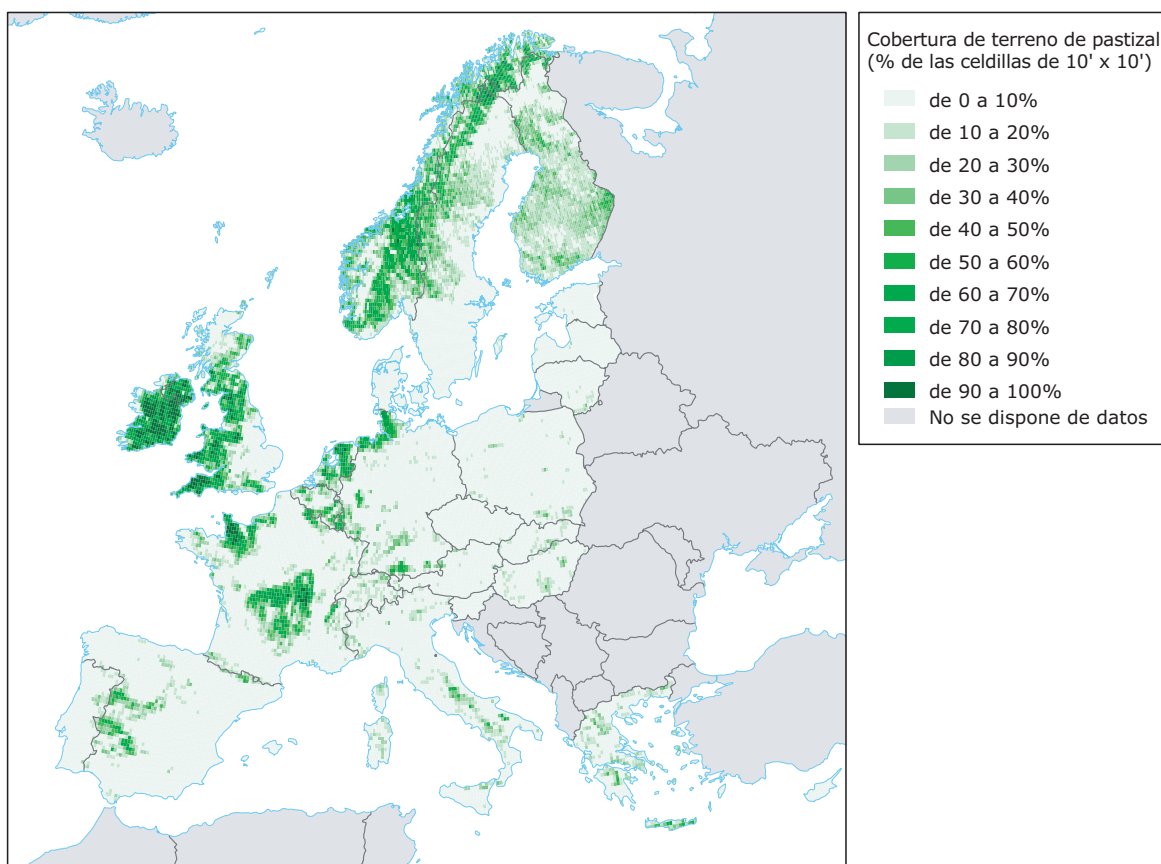 Cobertura de terreno de pastizal
(% de las celdillas de 10' x 10')
de 0 a 10%
de 10 a 20%
de 20 a 30%
de 30 a 40%
de 40 a 50%
de 50 a 60%
de 60 a 70%
de 70 a 80%
de 80 a 90%
de 90 a 100%
No se dispone de datos